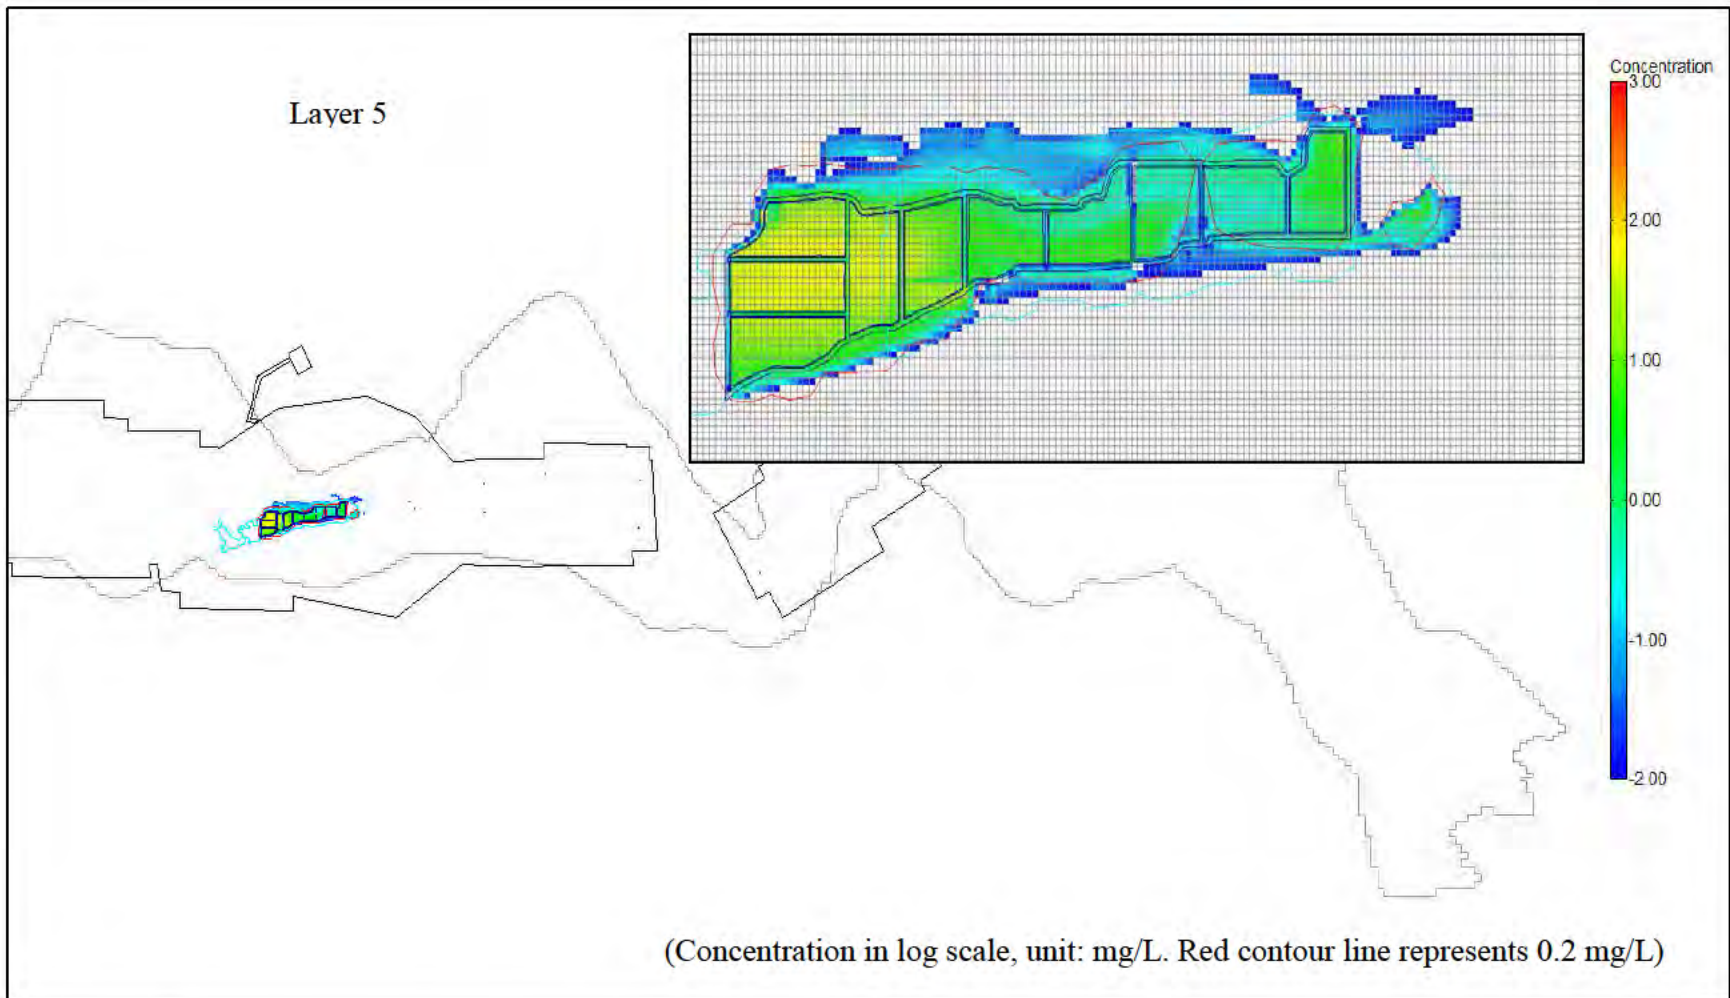 Layer 5
Concentration
3.00
2.00
1.00
0.00
-1.00
-2.00
(Concentration in log scale, unit: mg/L. Red contour line represents 0.2 mg/L)